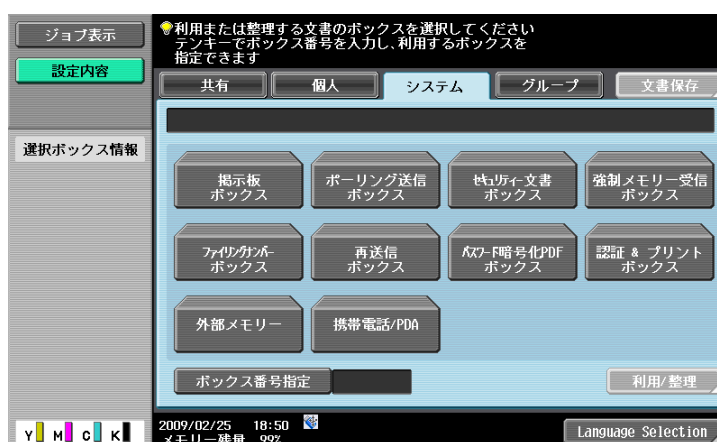 ジョブ表示
設定内容
選択ボックス情報
利用または整理する文書のボックスを選択してください
テンキーでボックス番号を入力し、利用するボックスを
指定できます
共有
個人
システム
グループ
文書保存
掲示板
ボックス
ポーリング送信
ボックス
セキュリティー文書
ボックス
強制メモリー受信
ボックス
ファイリングナンバー
ボックス
再送信
ボックス
パスワード暗号化PDF
ボックス
認証 & プリント
ボックス
外部メモリー
携帯電話/PDA
ボックス番号指定
利用/整理
Y M C K
2009/02/25 18:50
メモリー残量 99%
Language Selection